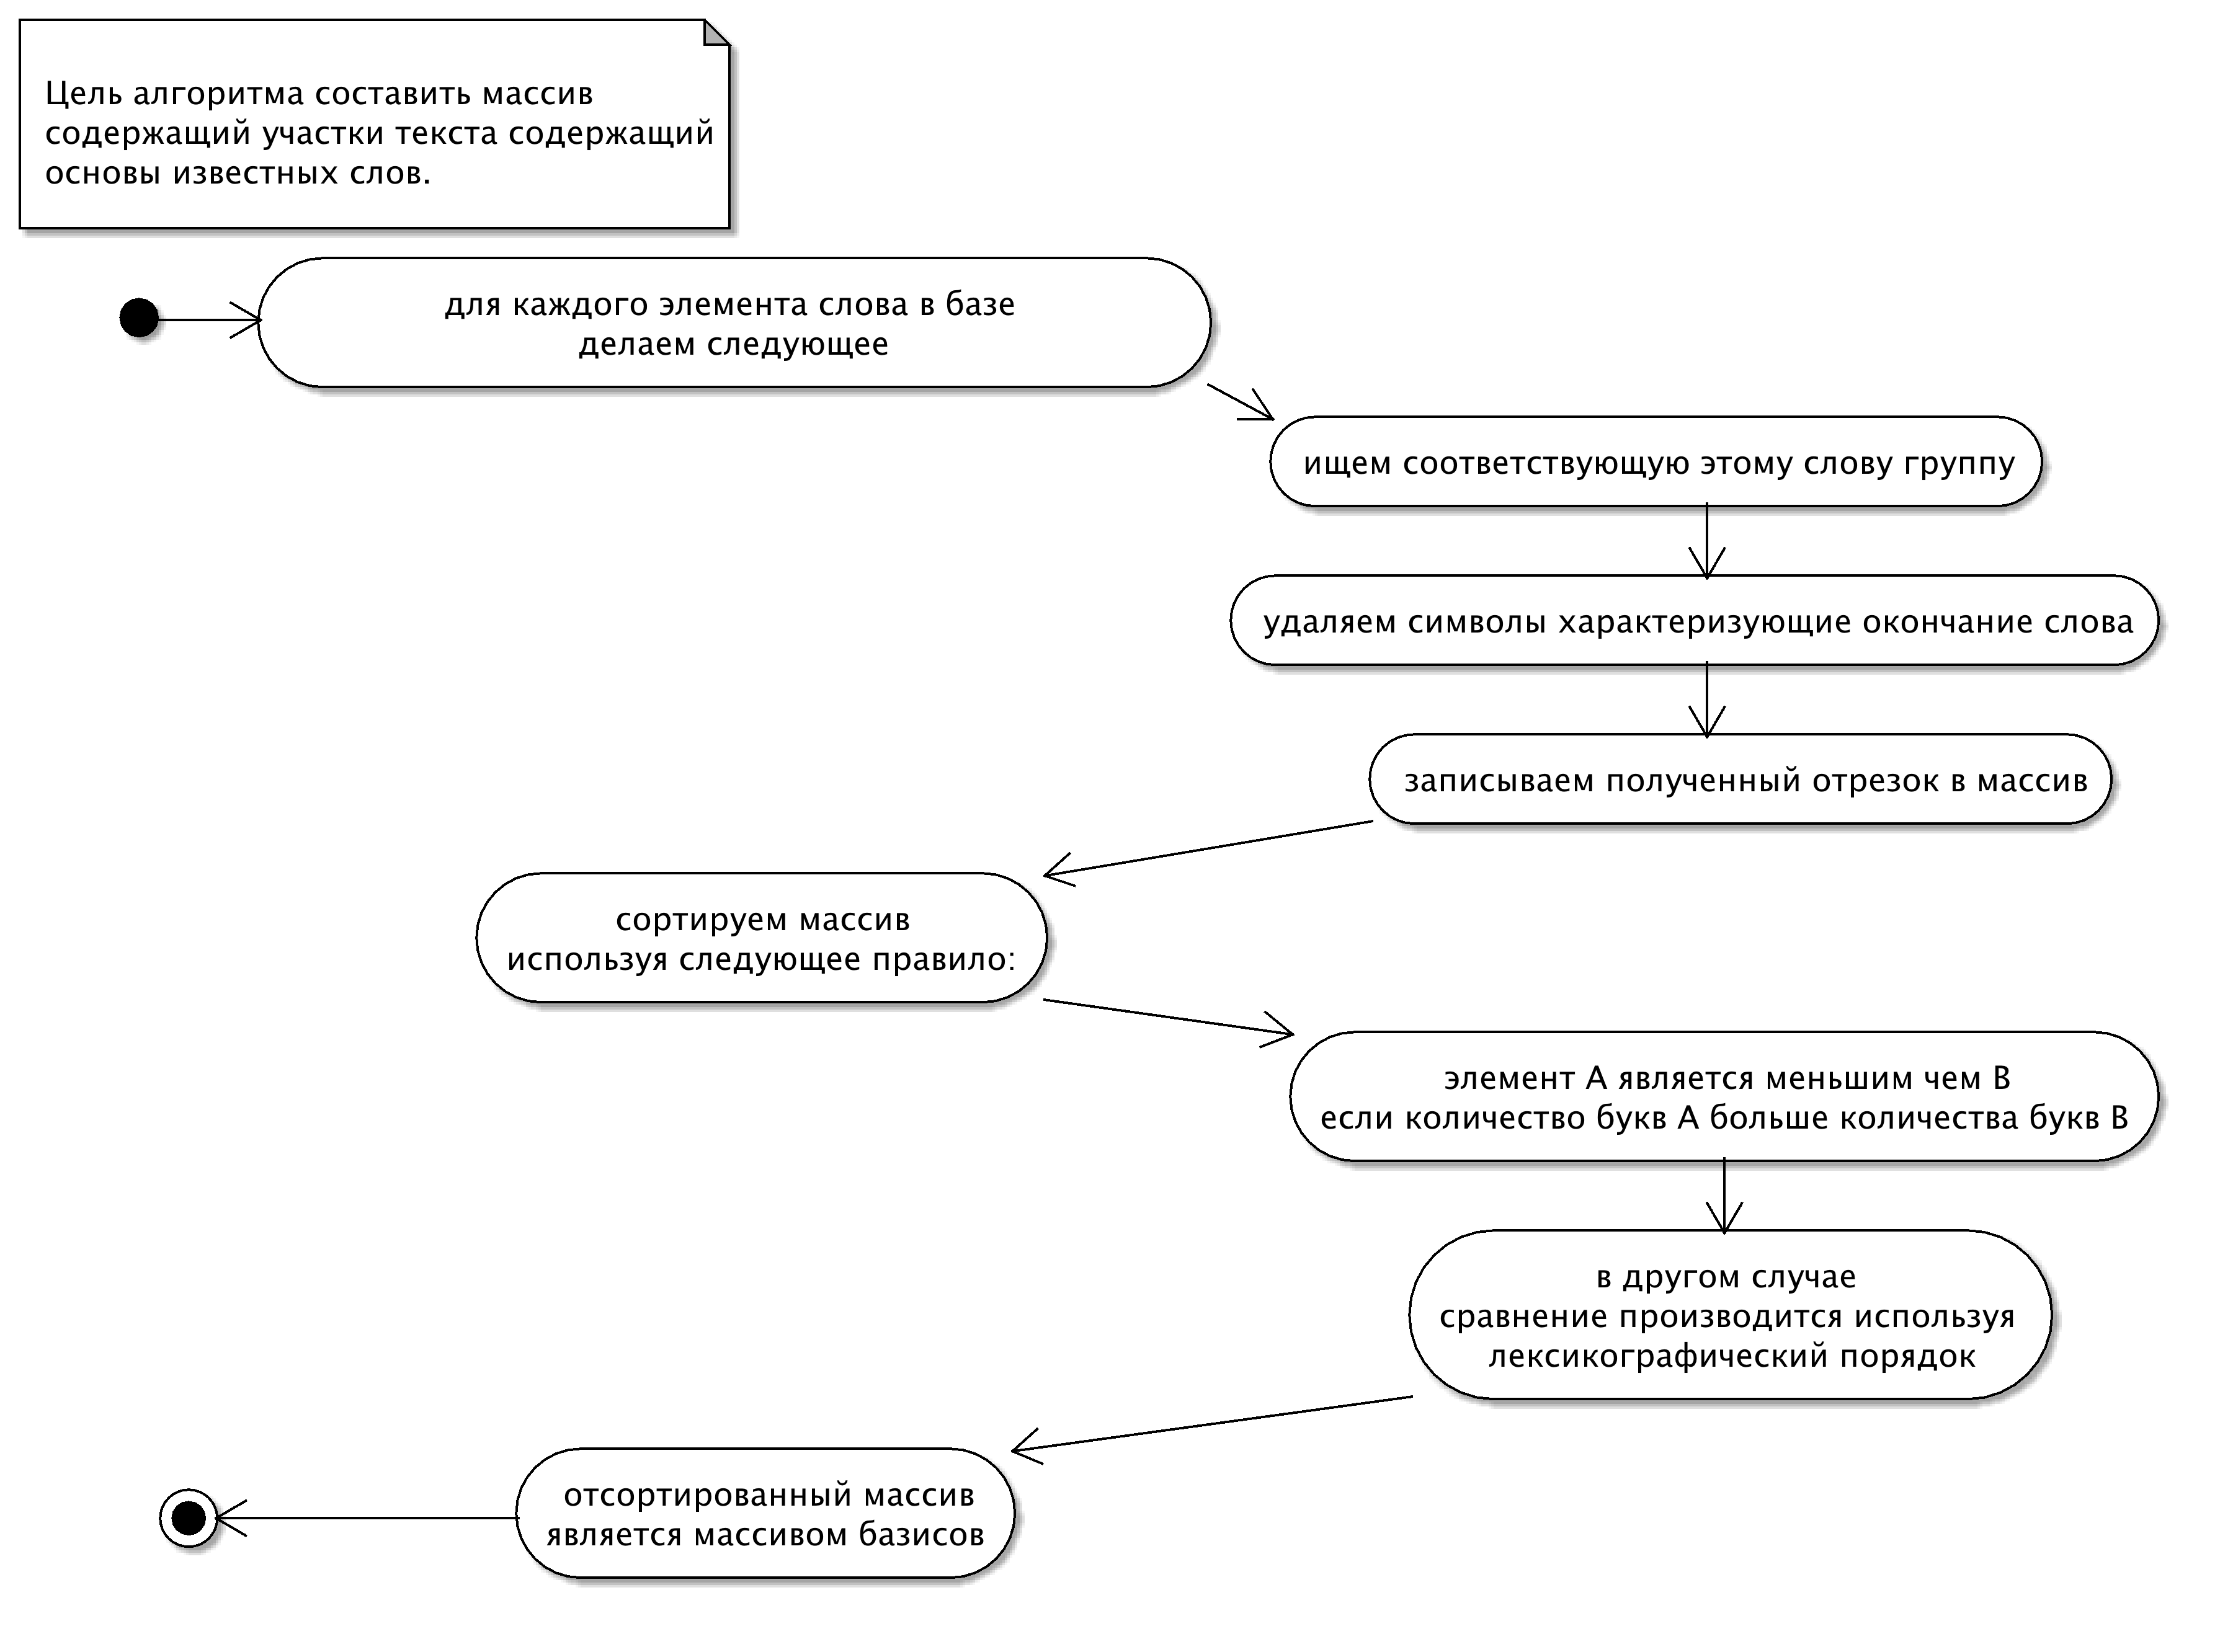 Цель алгоритма составить массив
содержащий участки текста содержащий
основы известных слов.
для каждого элемента слова в базе
делаем следующее
ищем соответствующую этому слову группу
удаляем символы характеризующие окончание слова
записываем полученный отрезок в массив
сортируем массив
используя следующее правило:
элемент A является меньшим чем B
если количество букв A больше количества букв B
в другом случае
сравнение производится используя
лексикографический порядок
отсортированный массив
является массивом базисов